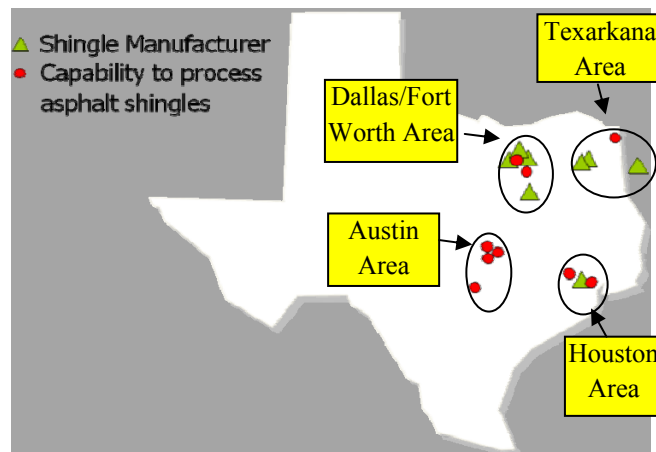 Shingle Manufacturer
Capability to process
asphalt shingles
Texarkana
Area
Dallas/Fort
Worth Area
Austin
Area
Houston
Area